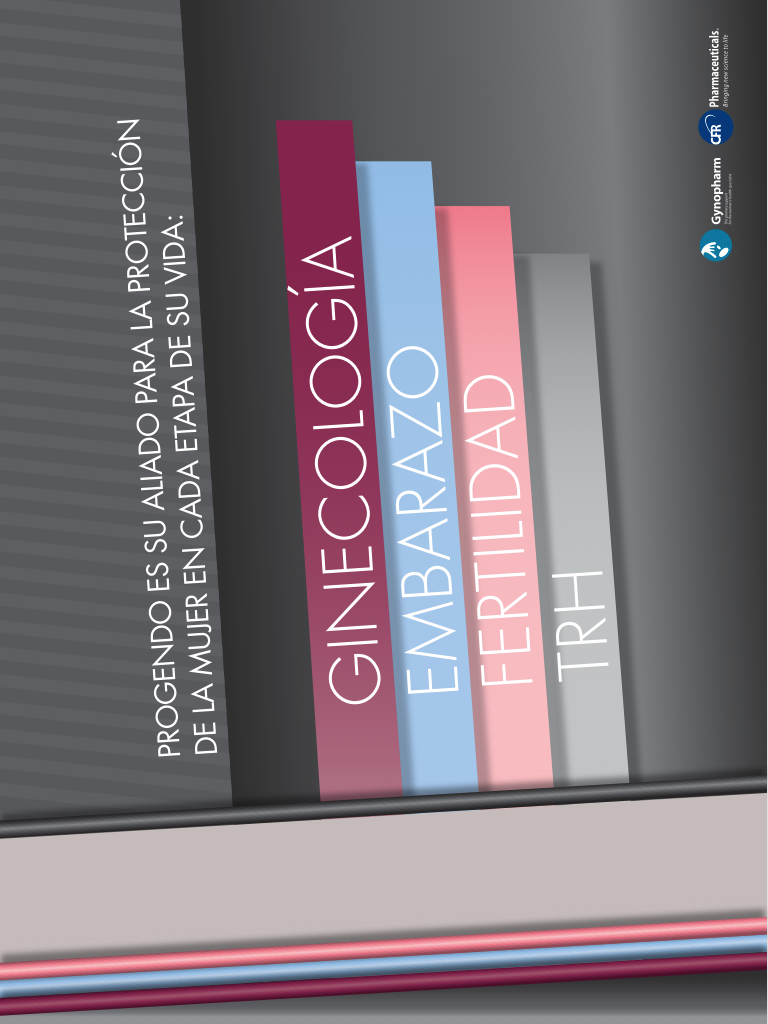 PROGENDO ES SU ALIADO PARA LA PROTECCIÓN
DE LA MUJER EN CADA ETAPA DE SU VIDA:
GINECOLOGÍA
EMBARAZO
FERTILIDAD
TRH
Gynopharm
CFR
Pharmaceuticals.
Bringing new science to life